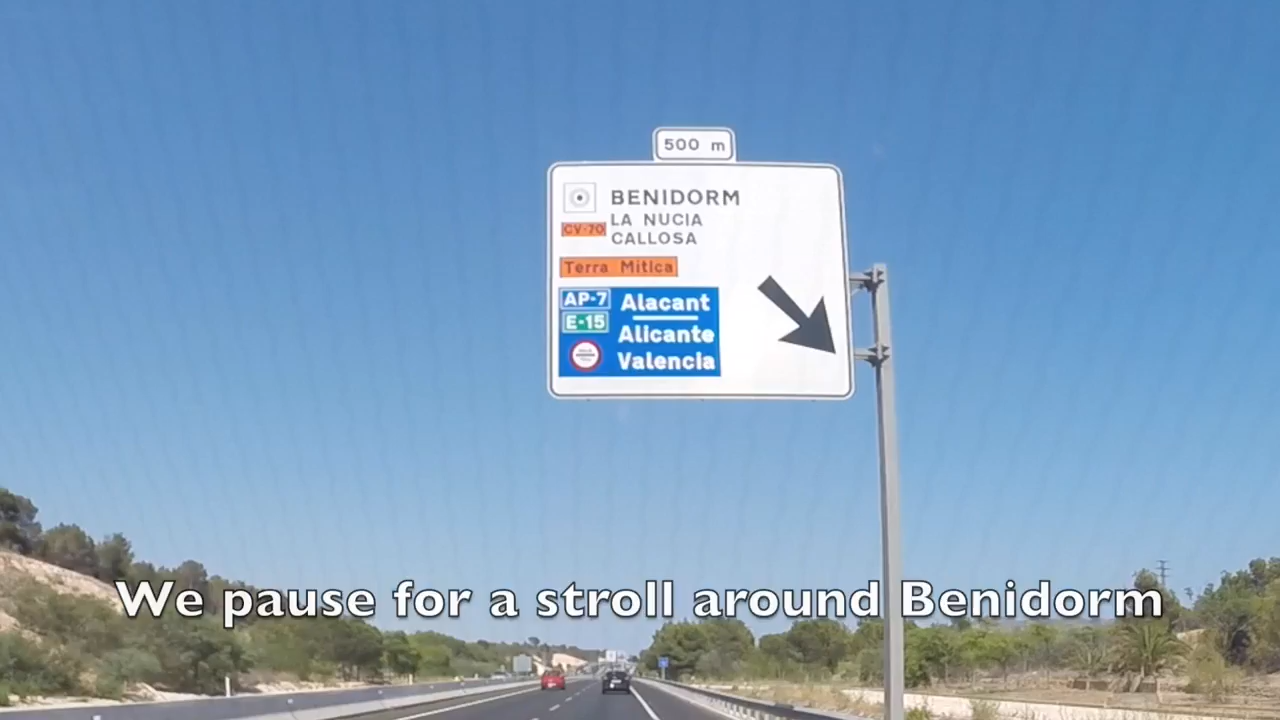 500 m
BENIDORM
LA NUCIA
CV-70
CALLOSA
Terra Mitica
AP-7 Alacant
E-15
Alicante
Valencia
We pause for a stroll around Benidorm